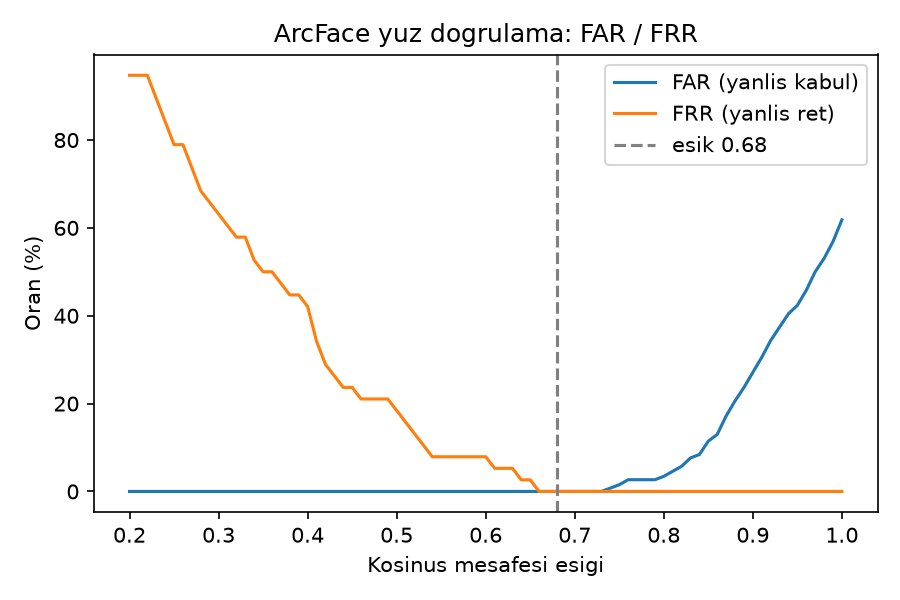 ArcFace yuz dogrulama: FAR / FRR
FAR (yanlis kabul)
FRR (yanlis ret)
esik 0.68
Oran (%)
80
60
40
20
0
0.2 0.3 0.4 0.5 0.6 0.7 0.8 0.9 1.0
Kosinus mesafesi esigi